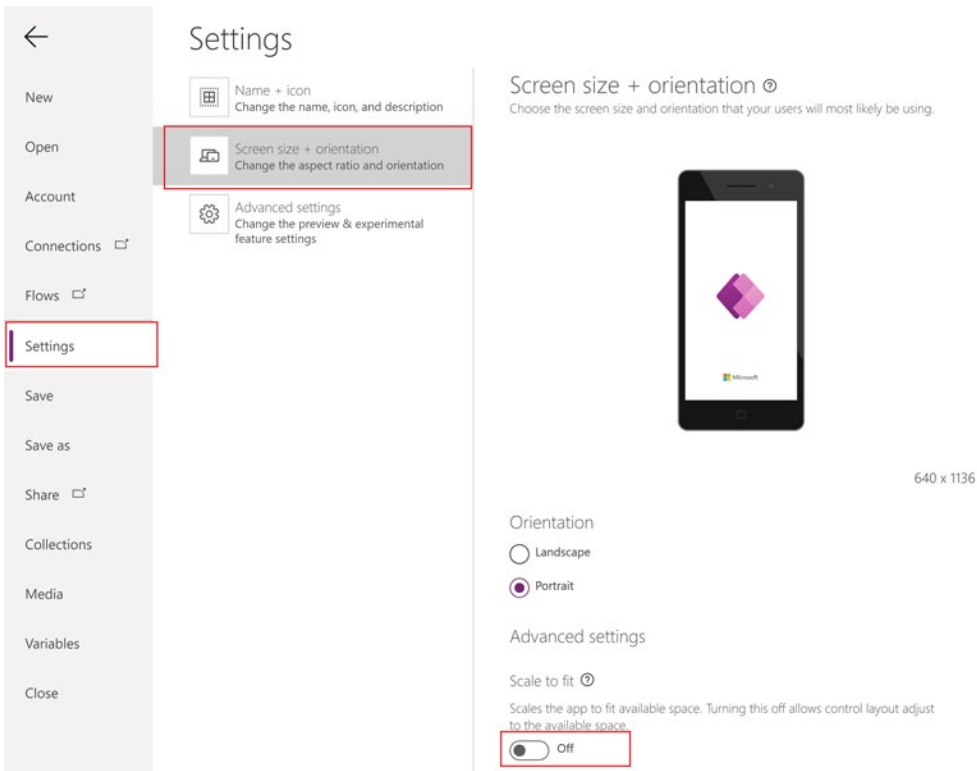 Settings
New
Open
Account
Connections
Flows
Settings
Save
Save as
Share
Collections
Media
Variables
Close
Name + icon
Change the name, icon, and description
Screen size + orientation
Change the aspect ratio and orientation
Advanced settings
Change the preview & experimental
feature settings
Screen size + orientation
Choose the screen size and orientation that your users will most likely be using.
Microsoft
640 x 1136
Orientation
Landscape
Portrait
Advanced settings
Scale to fit
Scales the app to fit available space. Turning this off allows control layout adjust
to the available space.
Off